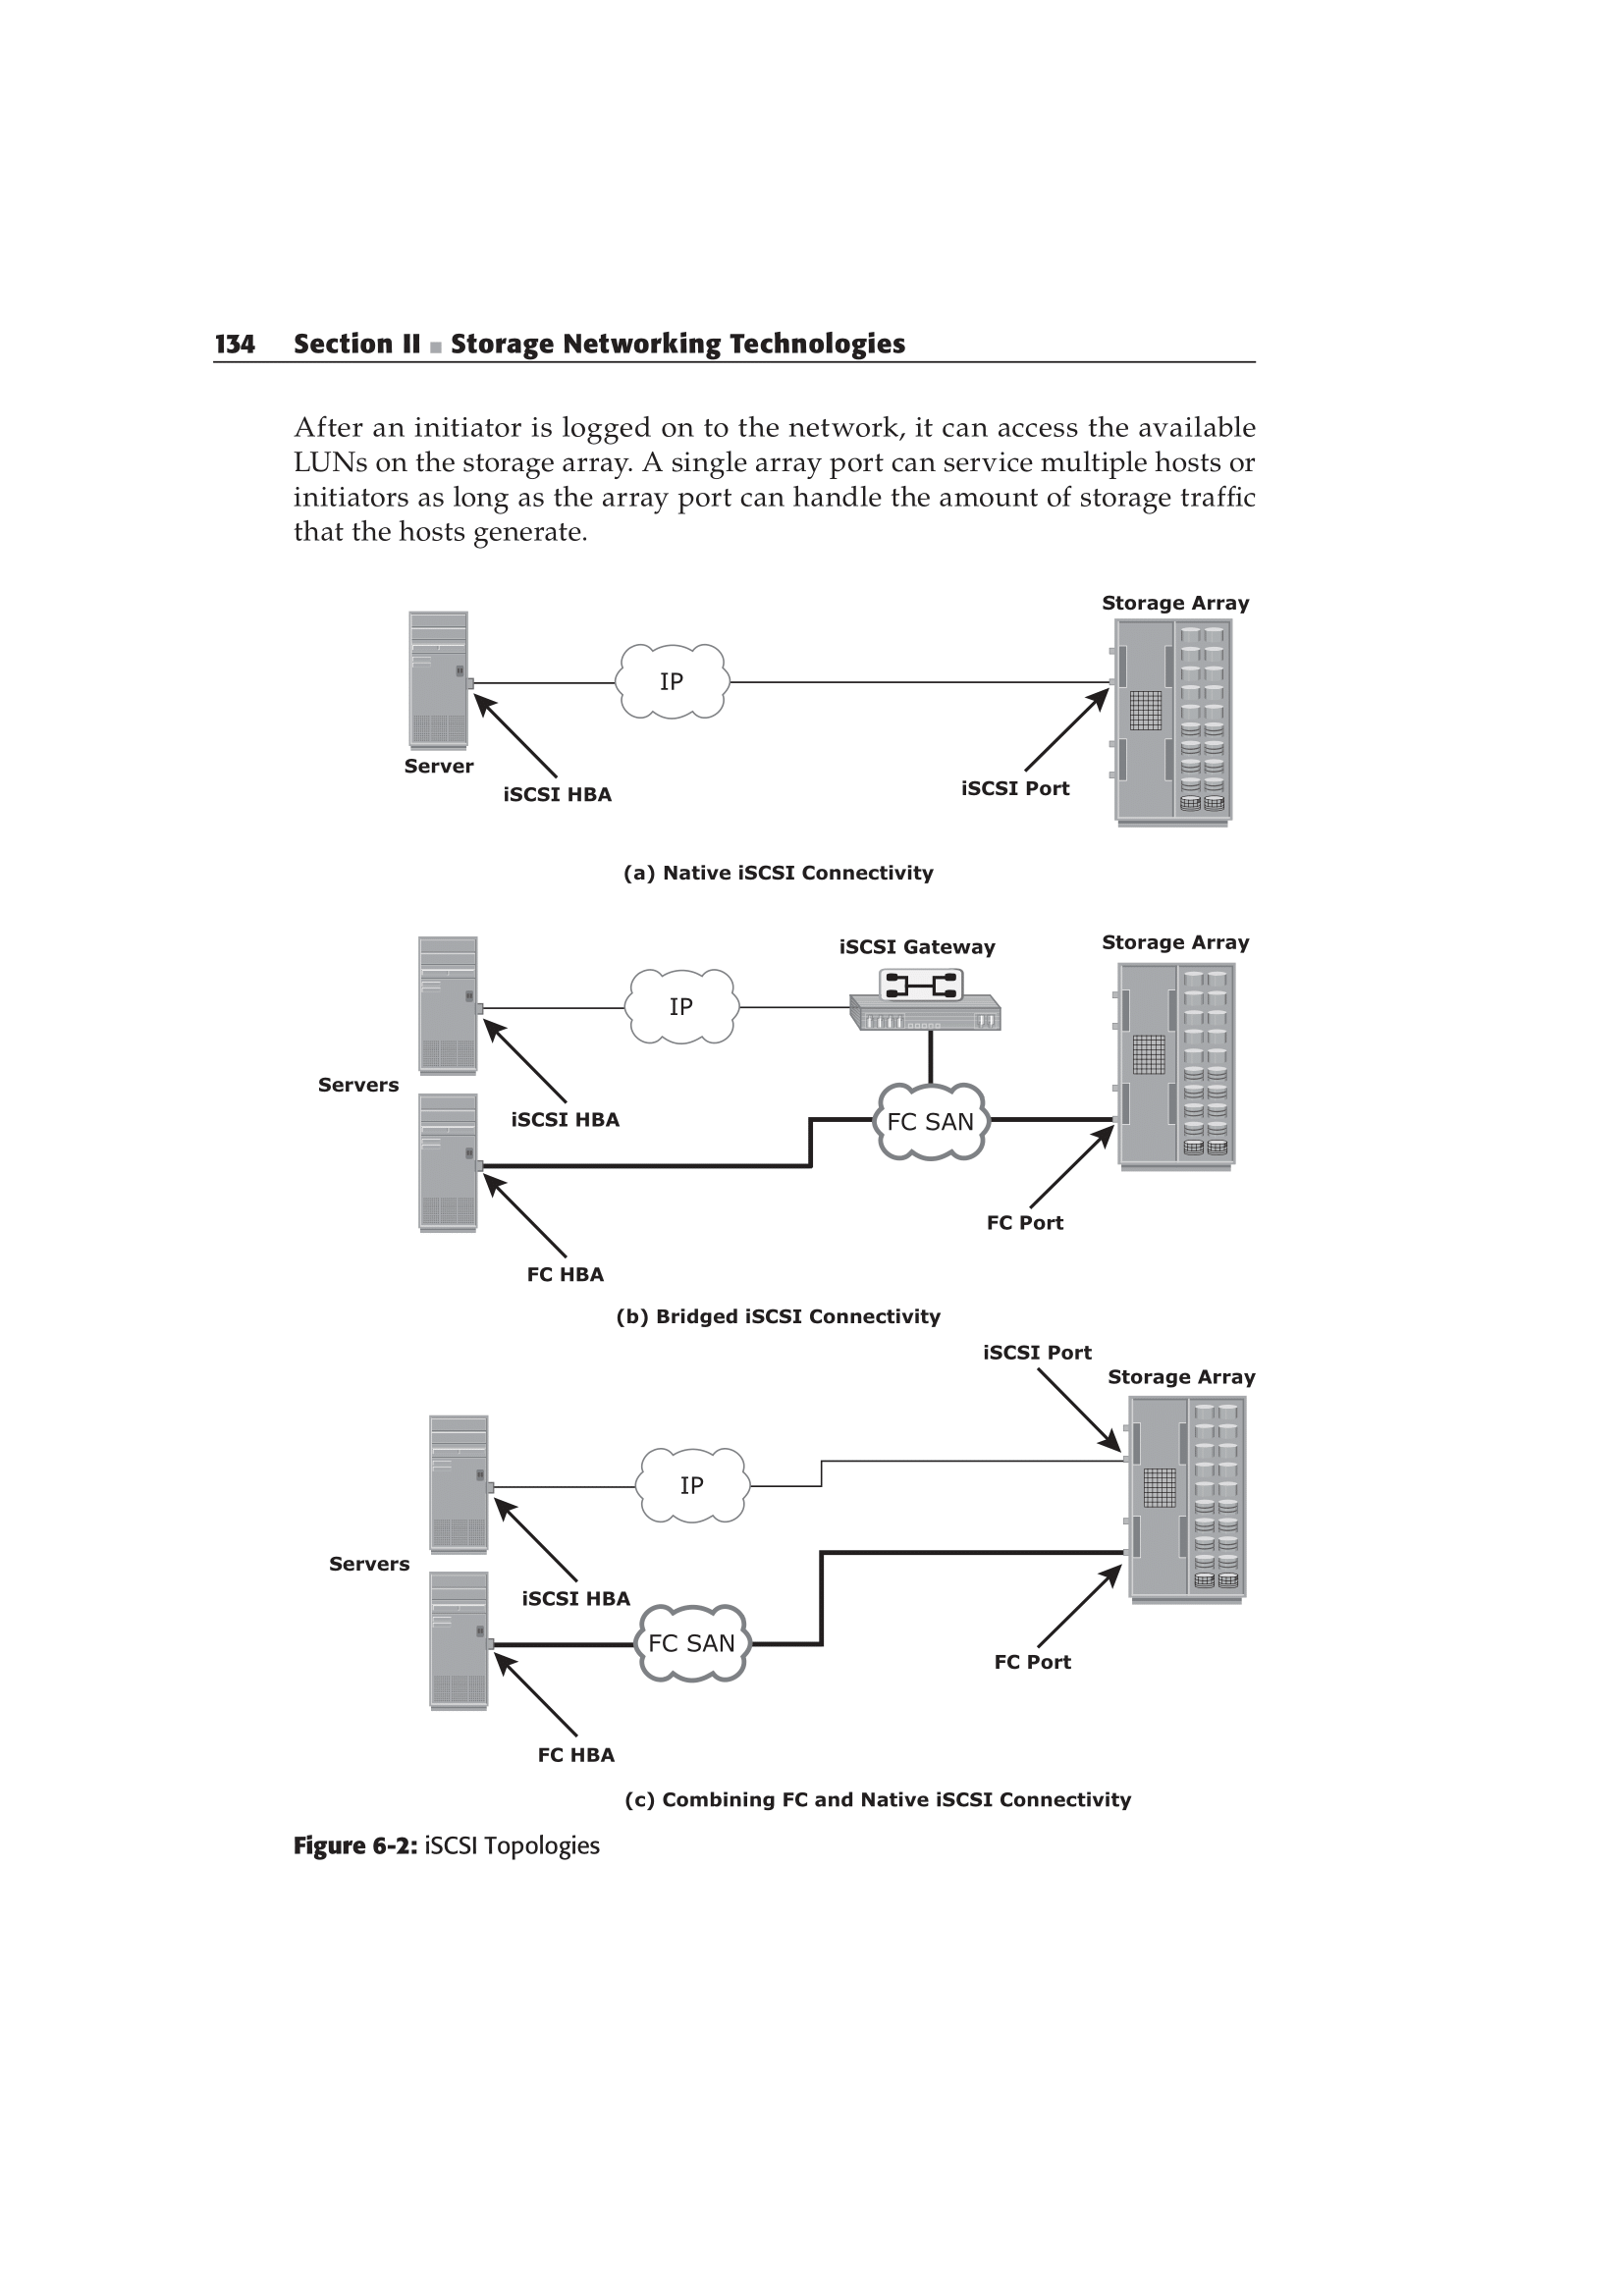 134 Section II ■ Storage Networking Technologies
After an initiator is logged on to the network, it can access the available
LUNs on the storage array. A single array port can service multiple hosts or
initiators as long as the array port can handle the amount of storage traffic
that the hosts generate.
Storage Array
IP
Server
iSCSI HBA
iSCSI Port
(a) Native iSCSI Connectivity
iSCSI Gateway
Storage Array
IP
Servers
iSCSI HBA
FC SAN
FC Port
FC HBA
(b) Bridged iSCSI Connectivity
iSCSI Port
Storage Array
IP
Servers
iSCSI HBA
FC SAN
FC Port
FC HBA
(c) Combining FC and Native iSCSI Connectivity
Figure 6-2: iSCSI Topologies